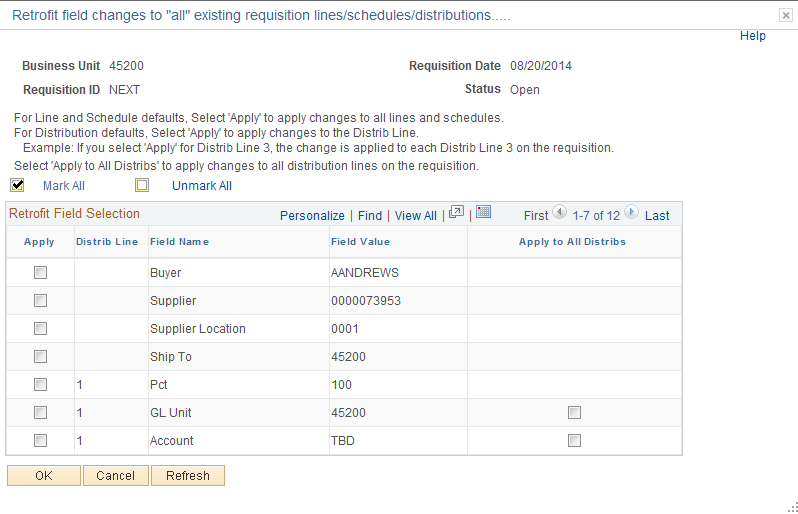 Retrofit field changes to "all" existing requisition lines/schedules/distributions.....
Help
Business Unit 45200 Requisition Date 08/20/2014
Requisition ID NEXT Status Open
For Line and Schedule defaults, Select 'Apply' to apply changes to all lines and schedules.
For Distribution defaults, Select 'Apply' to apply changes to the Distrib Line.
Example: If you select 'Apply' for Distrib Line 3, the change is applied to each Distrib Line 3 on the requisition.
Select 'Apply to All Distribs' to apply changes to all distribution lines on the requisition.
Mark All Unmark All
Retrofit Field Selection Personalize | Find | View All | | First 1-7 of 12 Last
Apply Distrib Line Field Name Field Value Apply to All Distribs
Buyer AANDREWS
Supplier 0000073953
Supplier Location 0001
Ship To 45200
1 Pct 100
1 GL Unit 45200
1 Account TBD
OK Cancel Refresh